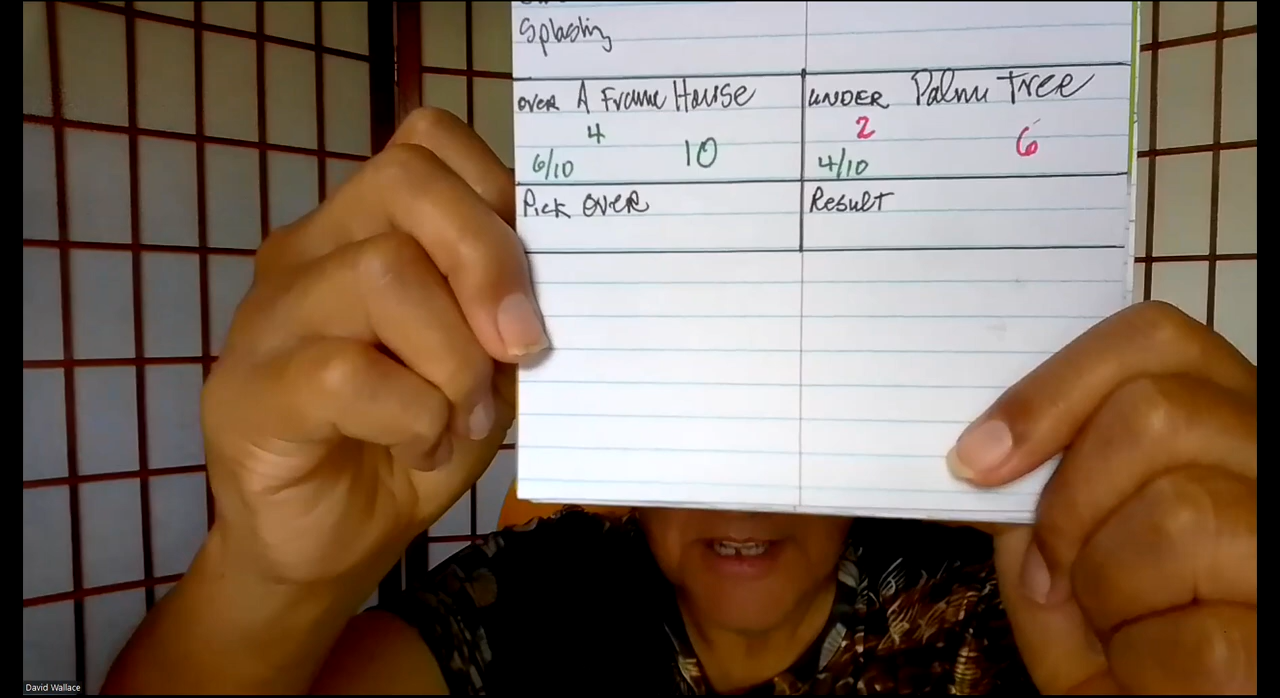 Splashing
OVER A Frame House
4
6/10 10
UNDER Palm Tree
2
4/10 6
Pick OVER
Result
David Wallace